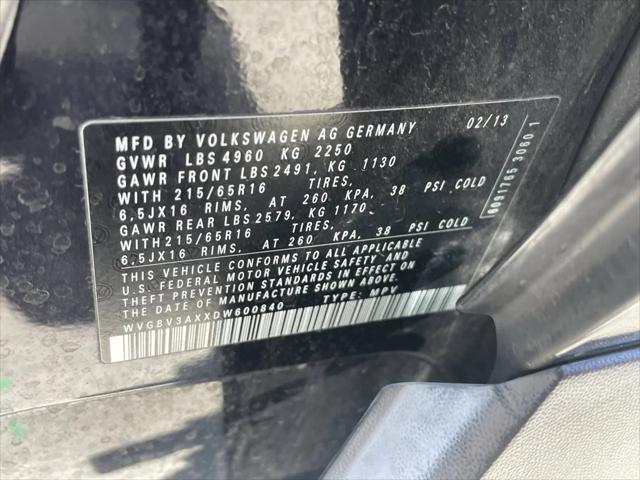 MFD BY VOLKSWAGEN AG GERMANY 02/13
GVWR LBS 4960 KG 2250
GAWR FRONT LBS 2491, KG 1130
WITH 215/65R16 TIRES,
6,5JX16 RIMS, AT 260 KPA, 38 PSI COLD
GAWR REAR LBS 2579, KG 1170
WITH 215/65R16 TIRES,
6,5JX16 RIMS, AT 260 KPA, 38 PSI COLD
THIS VEHICLE CONFORMS TO ALL APPLICABLE
U.S. FEDERAL MOTOR VEHICLE SAFETY AND
THEFT PREVENTION STANDARDS IN EFFECT ON
THE DATE OF MANUFACTURE SHOWN ABOVE.
WVGBV3AXXDW600840 TYPE: MPV
6091765 3060 1